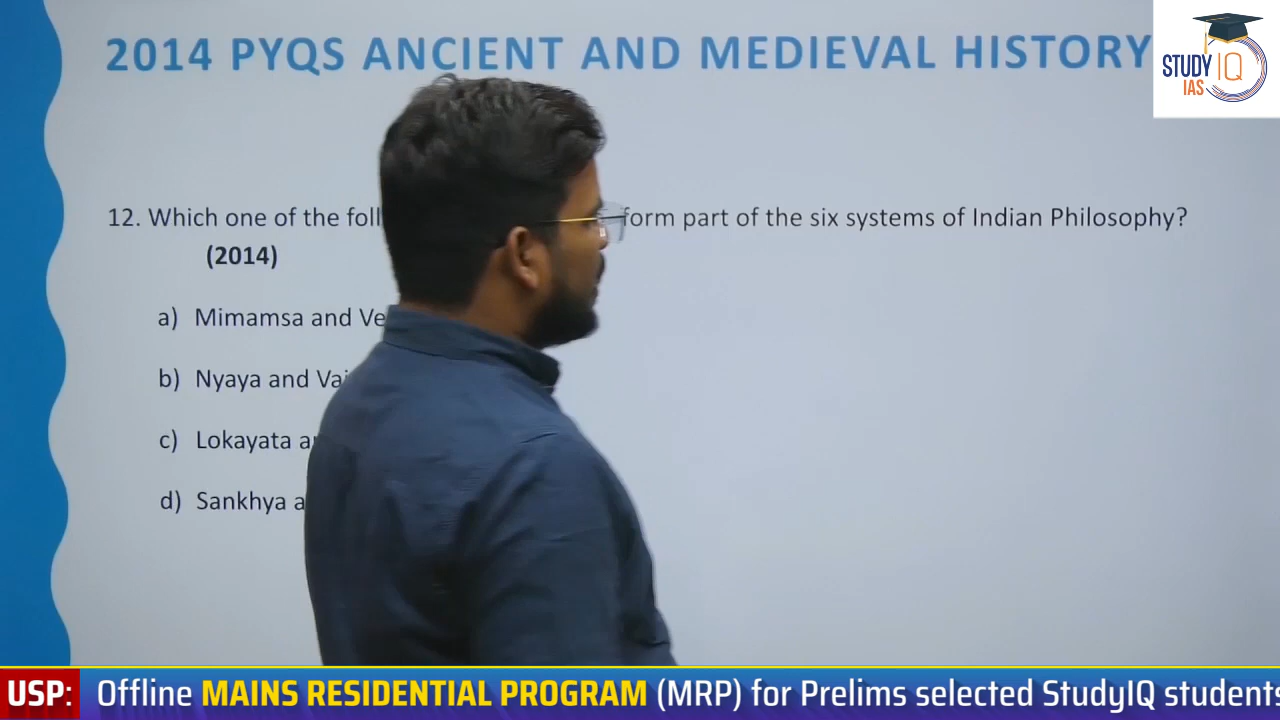 2014 PYQS ANCIENT AND MEDIEVAL HISTORY
STUDY IQ
IAS
12. Which one of the foll form part of the six systems of Indian Philosophy?
(2014)
a) Mimamsa and Ve
b) Nyaya and Vai
c) Lokayata a
d) Sankhya a
USP: Offline MAINS RESIDENTIAL PROGRAM (MRP) for Prelims selected StudyIQ students